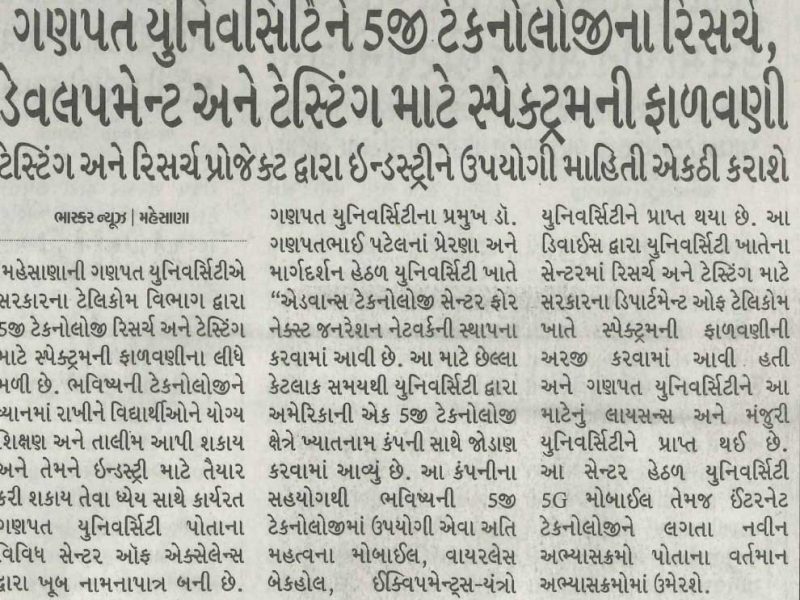 ગણપત યુનિવર્સિટીને 5જી ટેકનોલોજીના રિસર્ચ,
ડેવલપમેન્ટ અને ટેસ્ટિંગ માટે સ્પેક્ટ્રમની ફાળવણી
ટેસ્ટિંગ અને રિસર્ચ પ્રોજેક્ટ દ્વારા ઇન્ડસ્ટ્રીને ઉપયોગી માહિતી એકઠી કરાશે
ભાસ્કર ન્યૂઝ | મહેસાણા
મહેસાણાની ગણપત યુનિવર્સિટીએ
સરકારના ટેલિકોમ વિભાગ દ્વારા
5જી ટેકનોલોજી રિસર્ચ અને ટેસ્ટિંગ
માટે સ્પેક્ટ્રમની ફાળવણીના લીધે
મળી છે. ભવિષ્યની ટેકનોલોજીને
ધ્યાનમાં રાખીને વિદ્યાર્થીઓને યોગ્ય
શિક્ષણ અને તાલીમ આપી શકાય
અને તેમને ઇન્ડસ્ટ્રી માટે તૈયાર
કરી શકાય તેવા ધ્યેય સાથે કાર્યરત
ગણપત યુનિવર્સિટી પોતાના
વિવિધ સેન્ટર ઑફ એક્સેલેન્સ
દ્વારા ખૂબ નામનાપાત્ર બની છે.
ગણપત યુનિવર્સિટીના પ્રમુખ ડૉ.
ગણપતભાઈ પટેલનાં પ્રેરણા અને
માર્ગદર્શન હેઠળ યુનિવર્સિટી ખાતે
“એડવાન્સ ટેકનોલોજી સેન્ટર ફોર
નેક્સ્ટ જનરેશન નેટવર્કની સ્થાપના
કરવામાં આવી છે. આ માટે છેલ્લા
કેટલાક સમયથી યુનિવર્સિટી દ્વારા
અમેરિકાની એક 5જી ટેકનોલોજી
ક્ષેત્રે ખ્યાતનામ કંપની સાથે જોડાણ
કરવામાં આવ્યું છે. આ કંપનીના
સહયોગથી ભવિષ્યની 5જી
ટેકનોલોજીમાં ઉપયોગી એવા અતિ
મહત્વના મોબાઈલ, વાયરલેસ
બેકહોલ, ઈક્વિપમેન્ટ્સ-યંત્રો
યુનિવર્સિટીને પ્રાપ્ત થયા છે. આ
ડિવાઈસ દ્વારા યુનિવર્સિટી ખાતેના
સેન્ટરમાં રિસર્ચ અને ટેસ્ટિંગ માટે
સરકારના ડિપાર્ટમેન્ટ ઓફ ટેલિકોમ
ખાતે સ્પેક્ટ્રમની ફાળવણીની
અરજી કરવામાં આવી હતી
અને ગણપત યુનિવર્સિટીને આ
માટેનું લાયસન્સ અને મંજુરી
યુનિવર્સિટીને પ્રાપ્ત થઈ છે.
આ સેન્ટર હેઠળ યુનિવર્સિટી
5G મોબાઈલ તેમજ ઈંટરનેટ
ટેકનોલોજીને લગતા નવીન
અભ્યાસક્રમો પોતાના વર્તમાન
અભ્યાસક્રમોમાં ઉમેરશે.